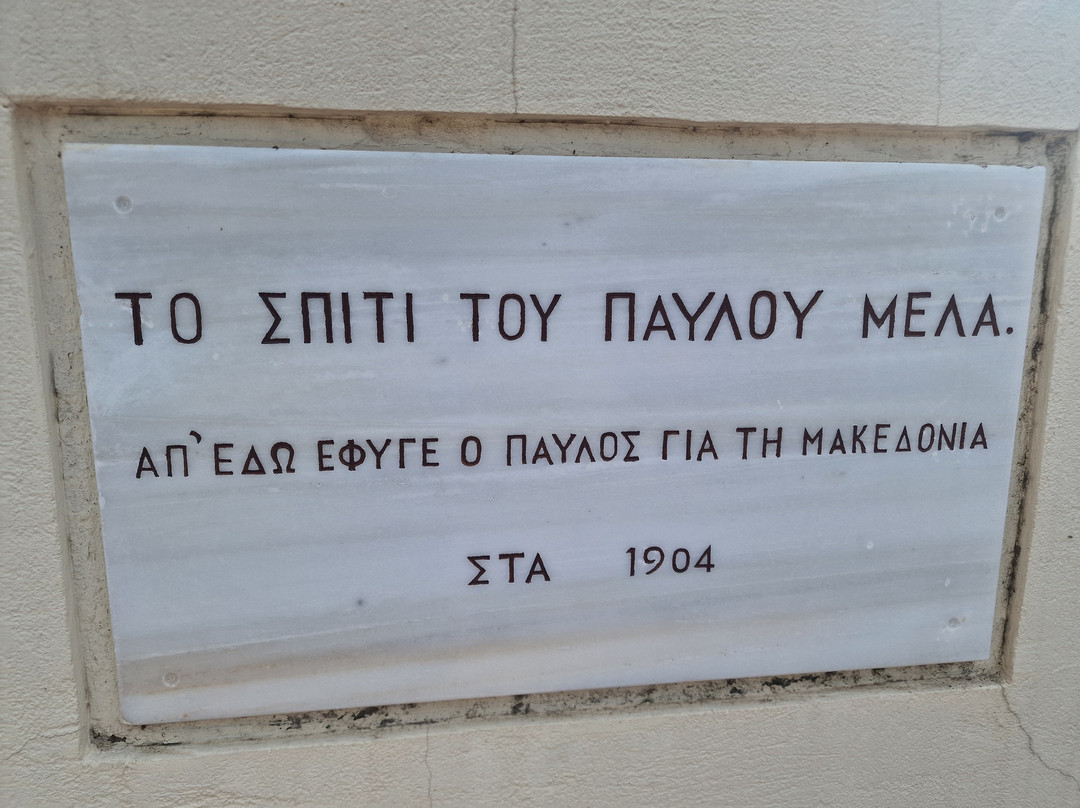 ΤΟ ΣΠΙΤΙ ΤΟΥ ΠΑΥΛΟΥ ΜΕΛΑ.
ΑΠ' ΕΔΩ ΕΦΥΓΕ Ο ΠΑΥΛΟΣ ΓΙΑ ΤΗ ΜΑΚΕΔΟΝΙΑ
ΣΤΑ 1904